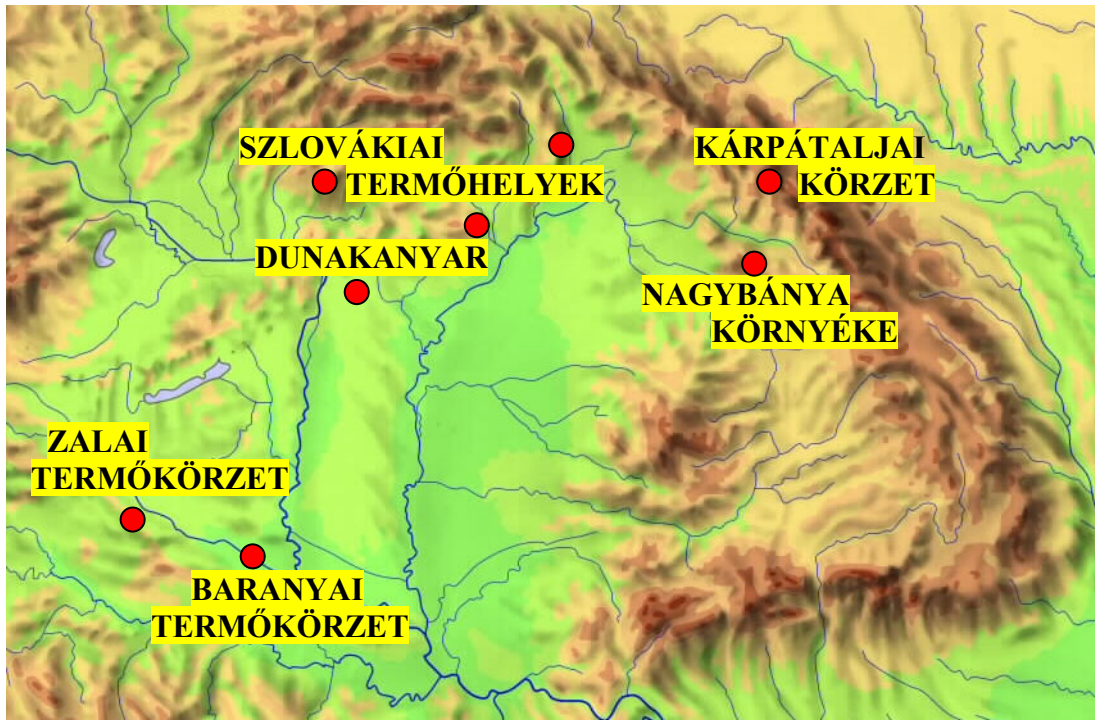 SZLOVÁKIAI
TERMŐHELYEK
KÁRPÁTALJAI
KÖRZET
DUNAKANYAR
NAGYBÁNYA
KÖRNYÉKE
ZALAI
TERMŐKÖRZET
BARANYAI
TERMŐKÖRZET